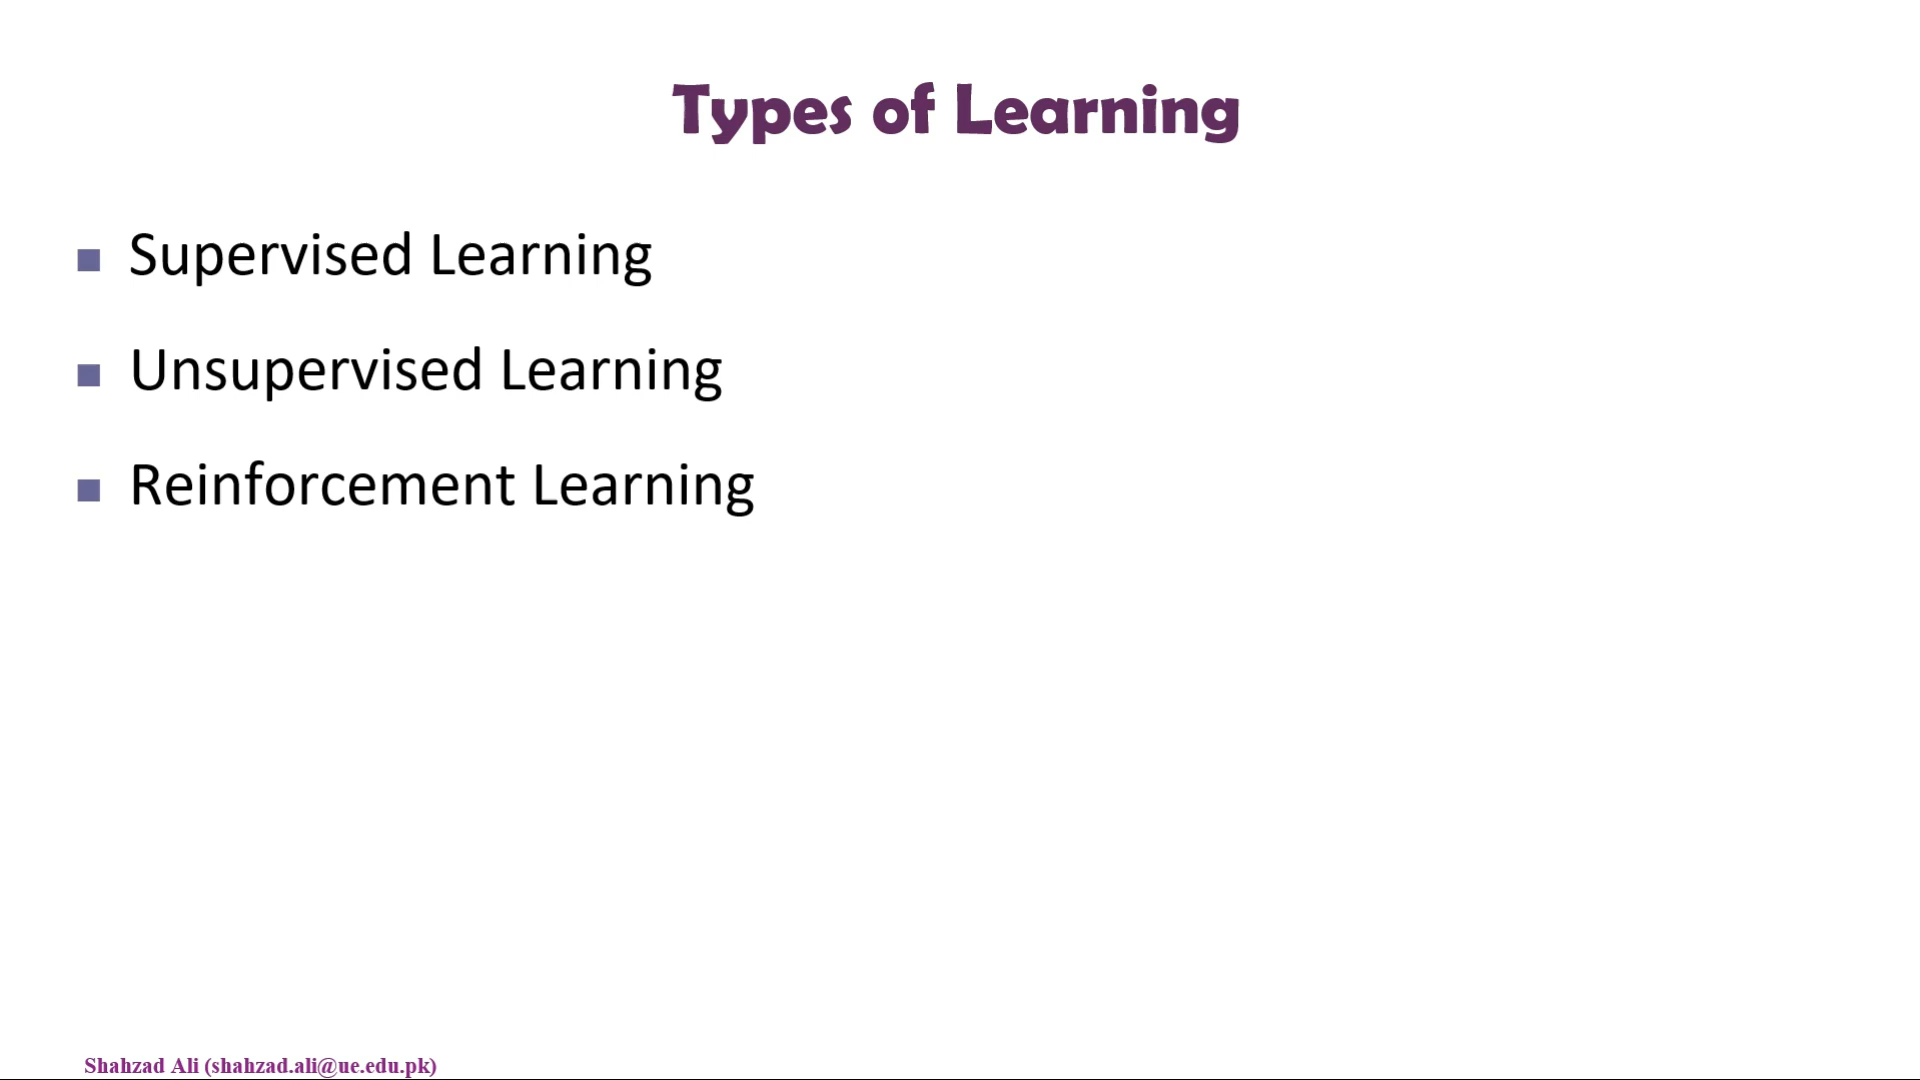 Types of Learning
Supervised Learning
Unsupervised Learning
Reinforcement Learning
Shahzad Ali (shahzad.ali@ue.edu.pk)